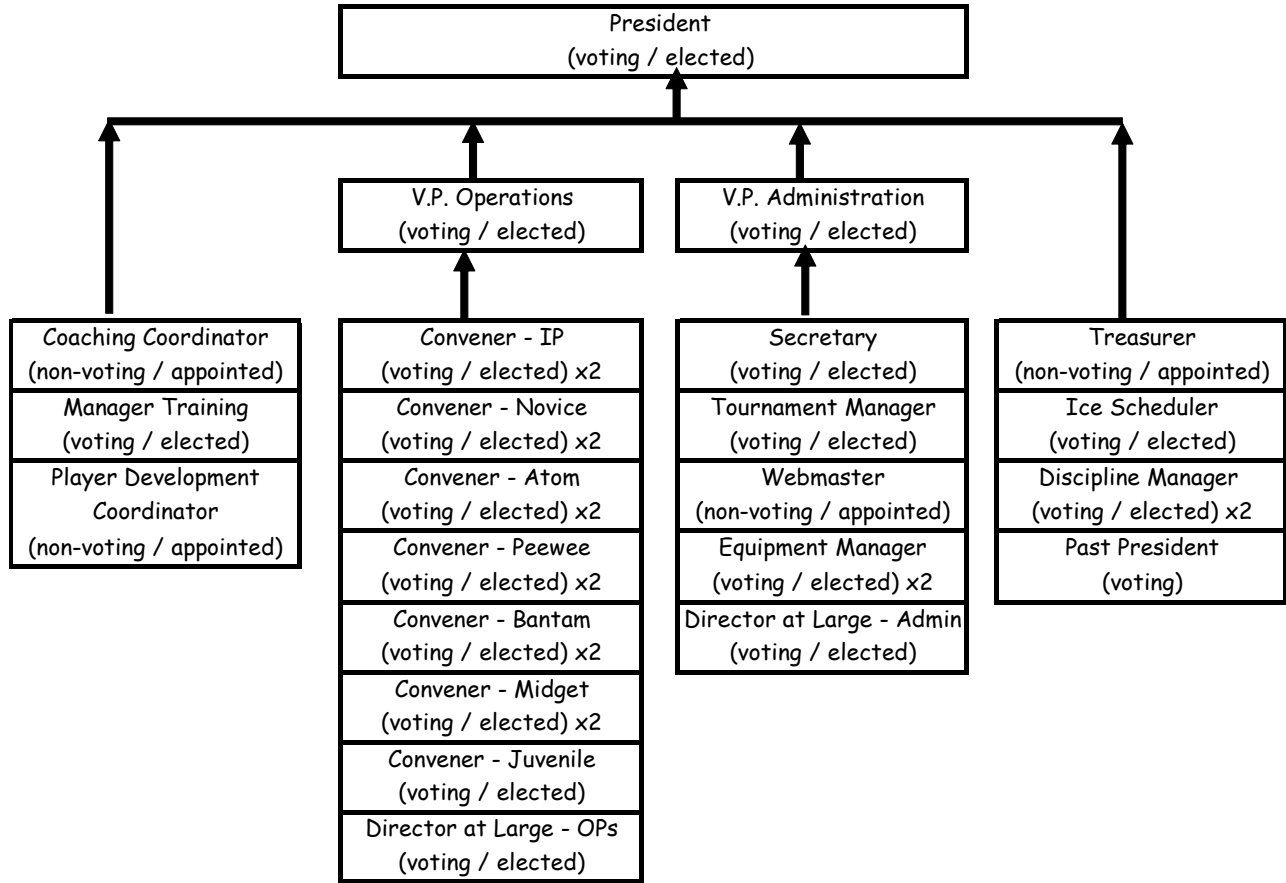 President
(voting / elected)
V.P. Operations
(voting / elected)
V.P. Administration
(voting / elected)
Coaching Coordinator
(non-voting / appointed)
Manager Training
(voting / elected)
Player Development
Coordinator
(non-voting / appointed)
Convener - IP
(voting / elected) x2
Convener - Novice
(voting / elected) x2
Convener - Atom
(voting / elected) x2
Convener - Peewee
(voting / elected) x2
Convener - Bantam
(voting / elected) x2
Convener - Midget
(voting / elected) x2
Convener - Juvenile
(voting / elected)
Director at Large - OPs
(voting / elected)
Secretary
(voting / elected)
Tournament Manager
(voting / elected)
Webmaster
(non-voting / appointed)
Equipment Manager
(voting / elected) x2
Director at Large - Admin
(voting / elected)
Treasurer
(non-voting / appointed)
Ice Scheduler
(voting / elected)
Discipline Manager
(voting / elected) x2
Past President
(voting)